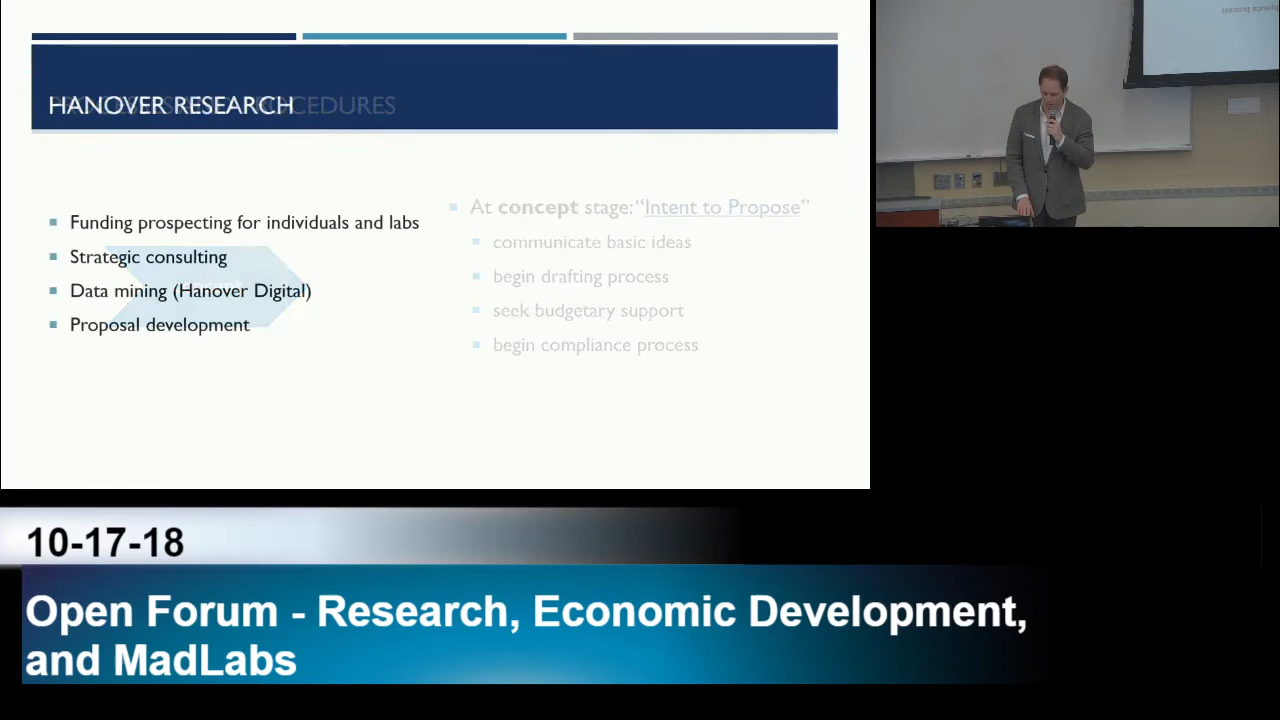 HANOVER RESEARCH
PROCEDURES
Funding prospecting for individuals and labs
Strategic consulting
Data mining (Hanover Digital)
Proposal development
At concept stage: “Intent to Propose”
communicate basic ideas
begin drafting process
seek budgetary support
begin compliance process
10-17-18
Open Forum - Research, Economic Development,
and MadLabs